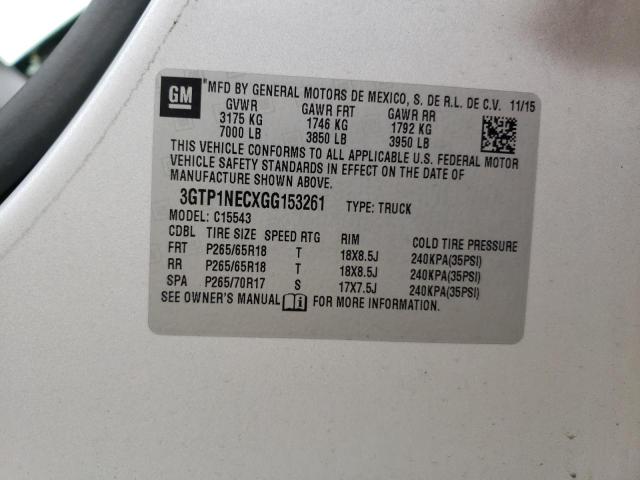 GM "MFD BY GENERAL MOTORS DE MEXICO, S. DE R.L. DE C.V. 11/15
GVWR GAWR FRT GAWR RR
3175 KG 1746 KG 1792 KG
7000 LB 3850 LB 3950 LB
THIS VEHICLE CONFORMS TO ALL APPLICABLE U.S. FEDERAL MOTOR
VEHICLE SAFETY STANDARDS IN EFFECT ON THE DATE OF
MANUFACTURE SHOWN ABOVE.
3GTP1NECXGG153261 TYPE: TRUCK
MODEL: C15543
CDBL TIRE SIZE SPEED RTG RIM COLD TIRE PRESSURE
FRT P265/65R18 T 18X8.5J 240KPA(35PSI)
RR P265/65R18 T 18X8.5J 240KPA(35PSI)
SPA P265/70R17 S 17X7.5J 240KPA(35PSI)
SEE OWNER'S MANUAL i FOR MORE INFORMATION.